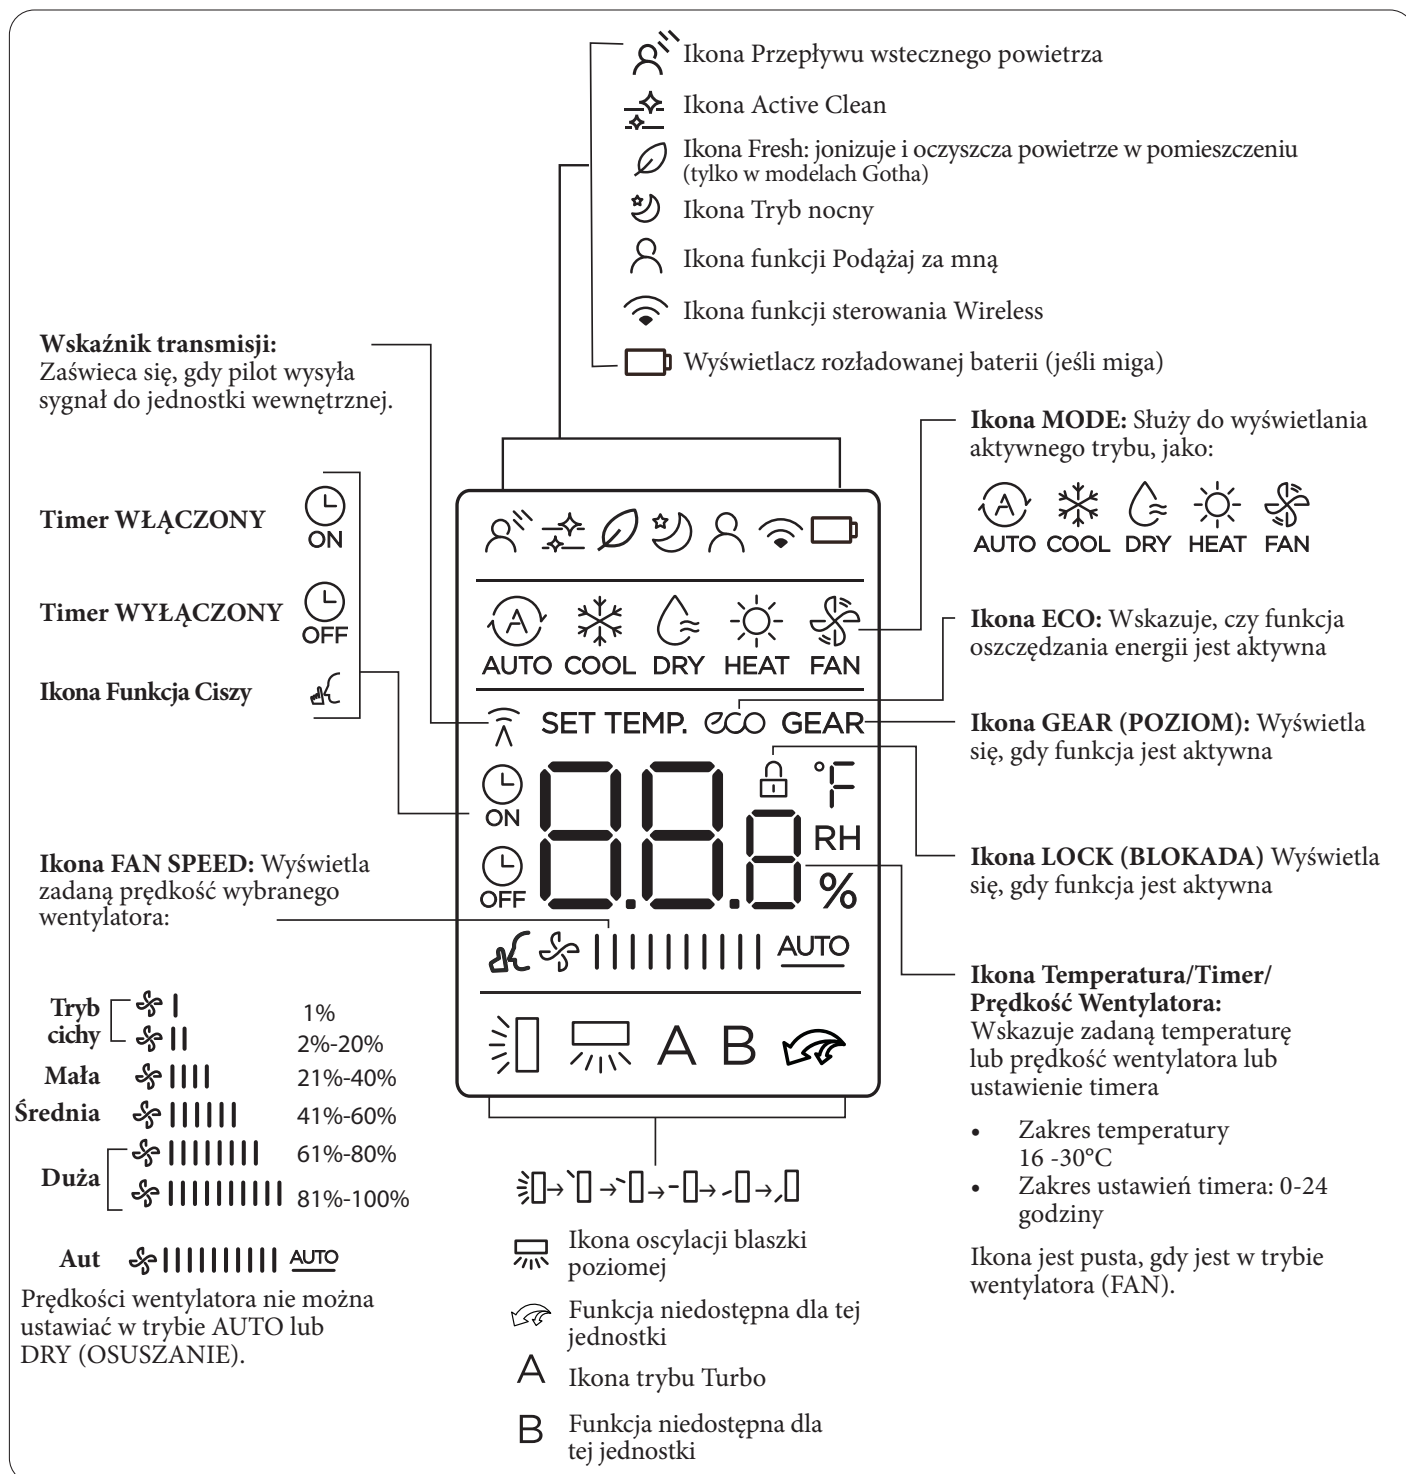 Ikona Przepływu wstecznego powietrza
Ikona Active Clean
Ikona Fresh: jonizuje i oczyszcza powietrze w pomieszczeniu
(tylko w modelach Gotha)
Ikona Tryb nocny
Ikona funkcji Podążaj za mną
Ikona funkcji sterowania Wireless
Wyświetlacz rozładowanej baterii (jeśli miga)
Wskaźnik transmisji:
Zaświeca się, gdy pilot wysyła
sygnał do jednostki wewnętrznej.
Timer WŁĄCZONY
ON
Timer WYŁĄCZONY
OFF
Ikona Funkcja Ciszy
Ikona FAN SPEED: Wyświetla
zadaną prędkość wybranego
wentylatora:
Tryb
cichy
1%
2%-20%
Mała 21%-40%
Średnia 41%-60%
Duża
61%-80%
81%-100%
Aut AUTO
Prędkości wentylatora nie można
ustawiać w trybie AUTO lub
DRY (OSUSZANIE).
A
AUTO COOL DRY HEAT FAN
SET TEMP. eco GEAR
ON
88.8.8 °F
RH
OFF
%
AUTO
A B
Ikona oscylacji blaszki
poziomej
Funkcja niedostępna dla tej
jednostki
A Ikona trybu Turbo
B Funkcja niedostępna dla
tej jednostki
Ikona MODE: Służy do wyświetlania
aktywnego trybu, jako:
A
AUTO COOL DRY HEAT FAN
Ikona ECO: Wskazuje, czy funkcja
oszczędzania energii jest aktywna
Ikona GEAR (POZIOM): Wyświetla
się, gdy funkcja jest aktywna
Ikona LOCK (BLOKADA) Wyświetla
się, gdy funkcja jest aktywna
Ikona Temperatura/Timer/
Prędkość Wentylatora:
Wskazuje zadaną temperaturę
lub prędkość wentylatora lub
ustawienie timera
• Zakres temperatury
16 -30°C
• Zakres ustawień timera: 0-24
godziny
Ikona jest pusta, gdy jest w trybie
wentylatora (FAN).